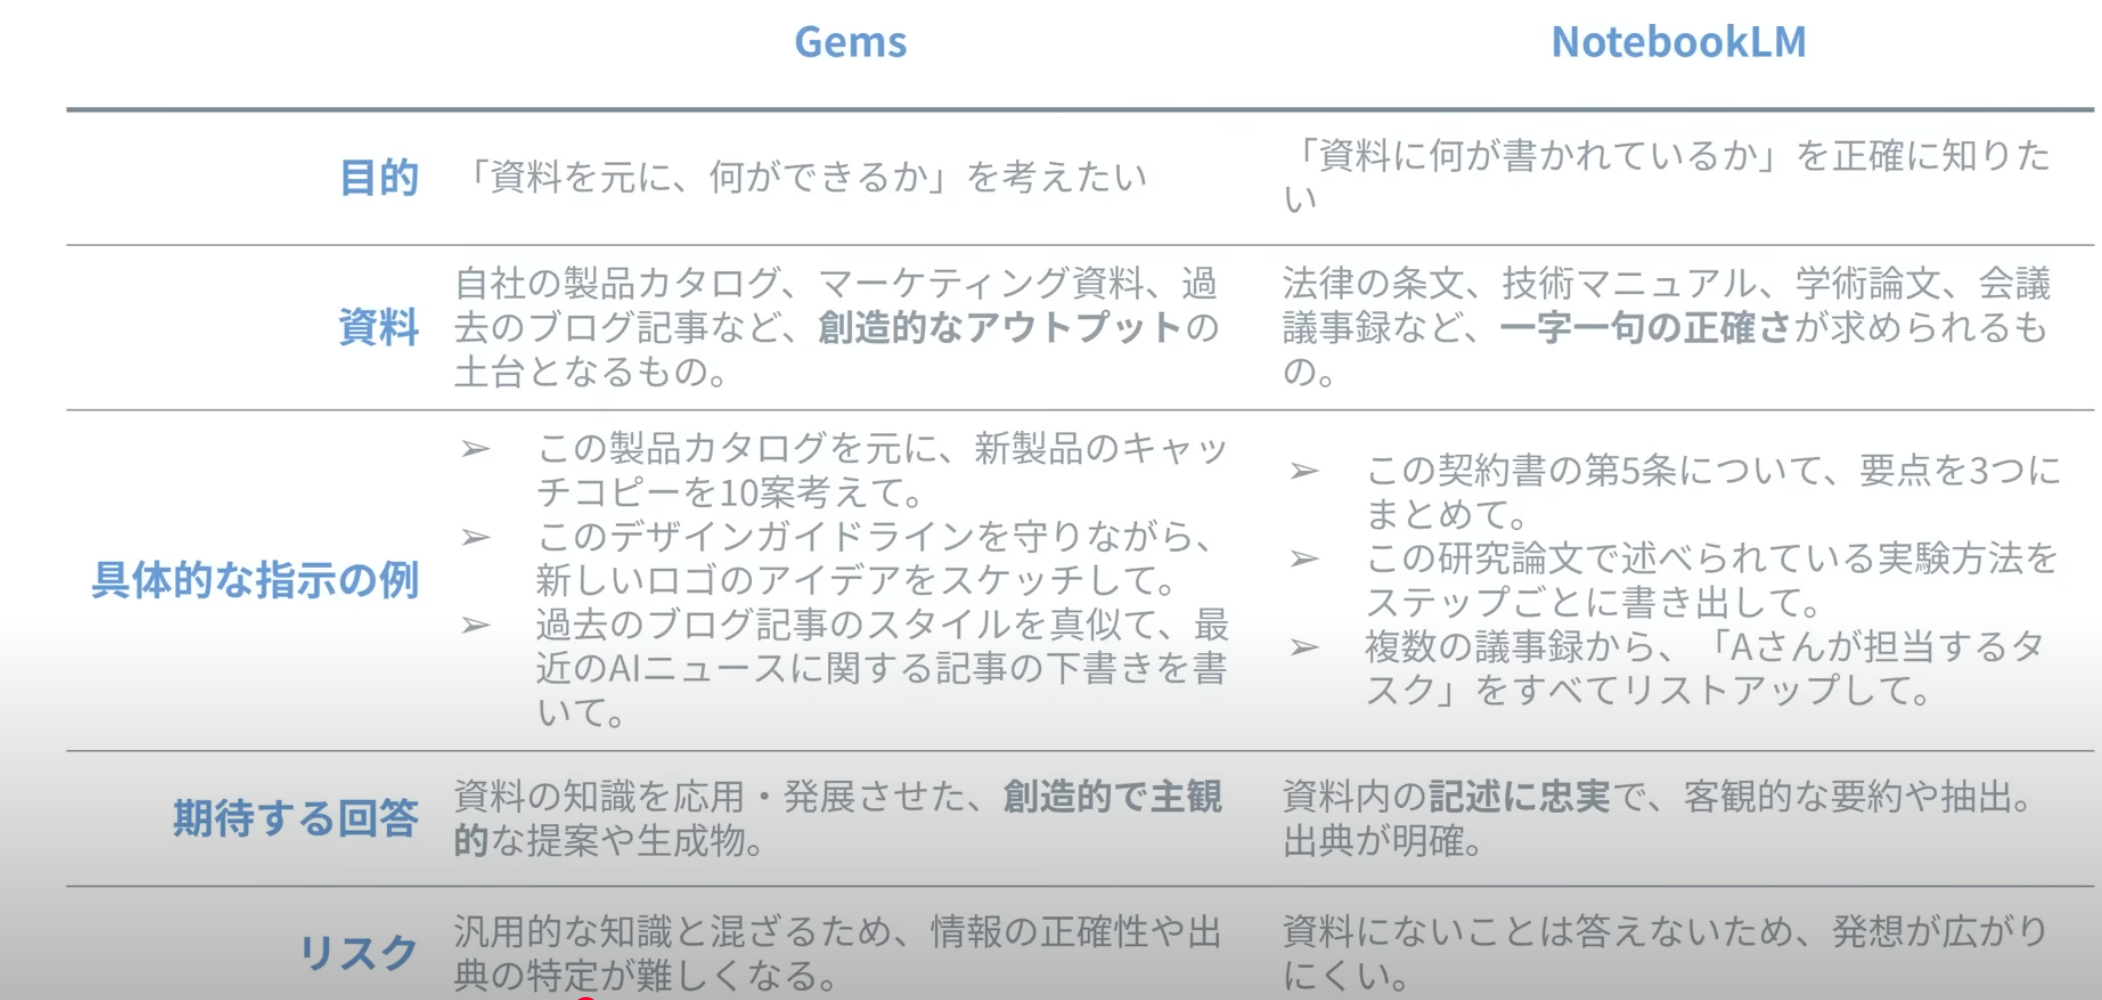 Gems
NotebookLM
目的
「資料を元に、何ができるか」を考えたい
「資料に何が書かれているか」を正確に知りた
い
資料
自社の製品カタログ、マーケティング資料、過
去のブログ記事など、創造的なアウトプットの
土台となるもの。
法律の条文、技術マニュアル、学術論文、会議
議事録など、一字一句の正確さが求められるも
の。
具体的な指示の例
➢ この製品カタログを元に、新製品のキャッ
チコピーを10案考えて。
➢ このデザインガイドラインを守りながら、
新しいロゴのアイデアをスケッチして。
➢ 過去のブログ記事のスタイルを真似て、最
近のAIニュースに関する記事の下書きを書
いて。
➢ この契約書の第5条について、要点を3つに
まとめて。
➢ この研究論文で述べられている実験方法を
ステップごとに書き出して。
➢ 複数の議事録から、「Aさんが担当するタ
スク」をすべてリストアップして。
期待する回答
資料の知識を応用・発展させた、創造的で主観
的な提案や生成物。
資料内の記述に忠実で、客観的な要約や抽出。
出典が明確。
リスク
汎用的な知識と混ざるため、情報の正確性や出
典の特定が難しくなる。
資料にないことは答えないため、発想が広がり
にくい。